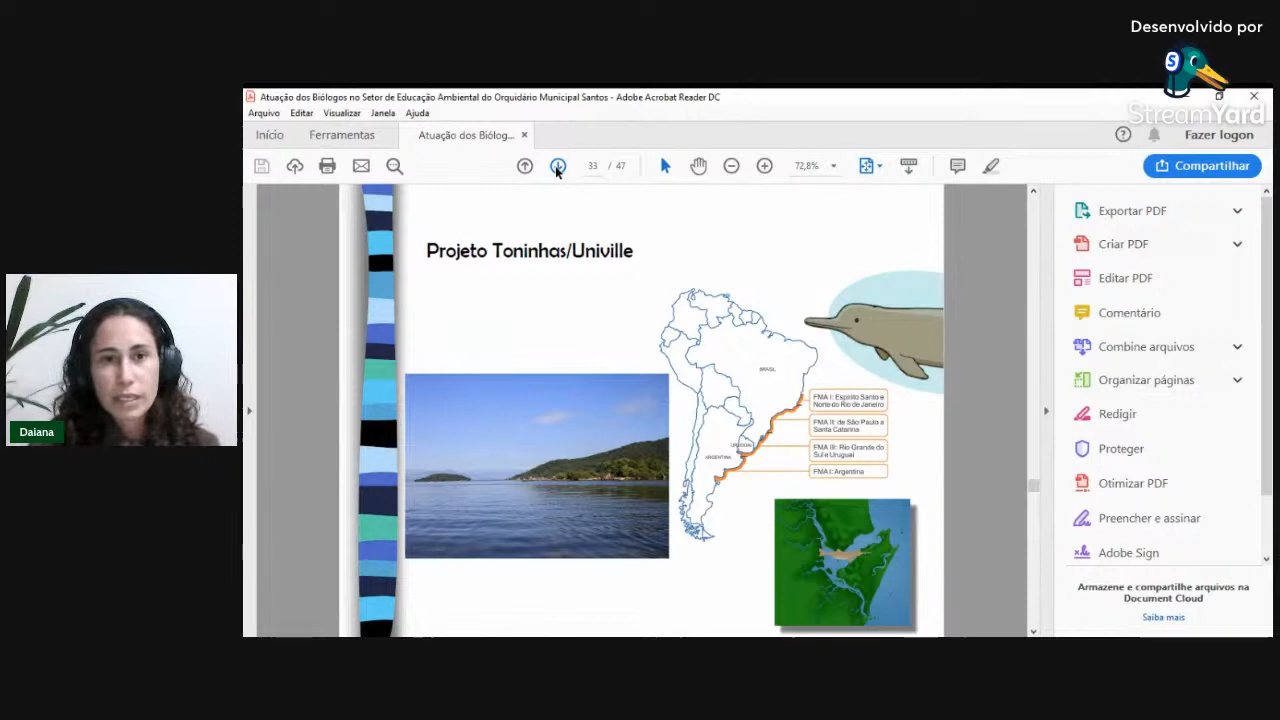 Desenvolvido por
S
StreamYard
Atuação dos Biólogos no Setor de Educação Ambiental do Orquidário Municipal Santos - Adobe Acrobat Reader DC
Arquivo Editar Visualizar Janela Ajuda
Início Ferramentas Atuação dos Biólog... ×
Fazer logon
33 / 47 72,8%
Compartilhar
Projeto Toninhas/Univille
BRASIL
URUGUAI
ARGENTINA
FMA I: Espírito Santo e
Norte do Rio de Janeiro
FMA II: de São Paulo a
Santa Catarina
FMA III: Rio Grande do
Sul e Uruguai
FMA I: Argentina
Exportar PDF
Criar PDF
Editar PDF
Comentário
Combine arquivos
Organizar páginas
Redigir
Proteger
Otimizar PDF
Preencher e assinar
Adobe Sign
Armazene e compartilhe arquivos na
Document Cloud
Saiba mais
Daiana